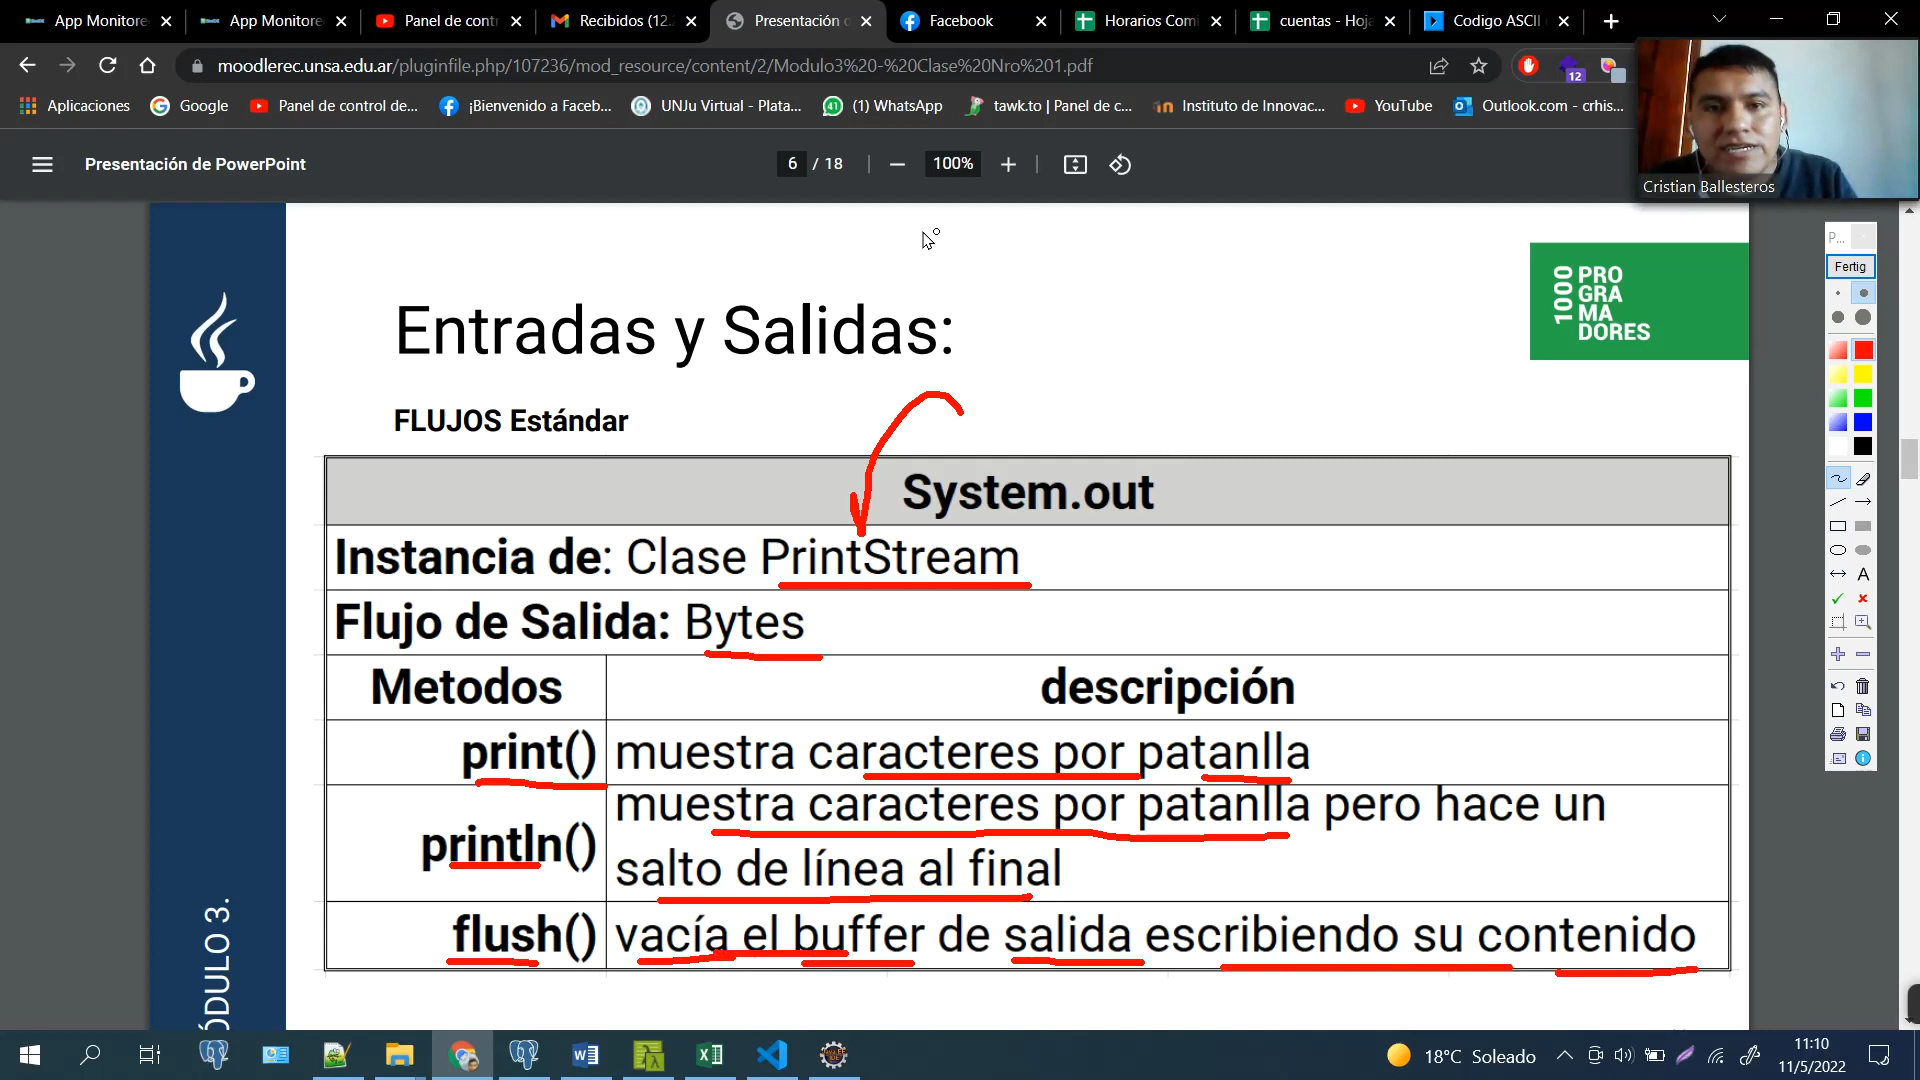 App Monitore
App Monitore
Panel de cont
Recibidos (12.
Presentación
Facebook
Horarios Comi
cuentas - Hoja
Codigo ASCII
moodlerec.unsa.edu.ar/pluginfile.php/107236/mod_resource/content/2/Modulo3%20-%20Clase%20Nro%201.pdf
12
Aplicaciones
Google
Panel de control de...
¡Bienvenido a Faceb...
UNJu Virtual - Plata...
41
(1) WhatsApp
tawk.to | Panel de c...
Instituto de Innovac...
YouTube
Outlook.com - crhis...
Cristian Ballesteros
Presentación de PowerPoint
6 / 18
100%
P...
Fertig
1000
PRO
GRA
MA
DORES
Entradas y Salidas:
FLUJOS Estándar
System.out
Instancia de: Clase PrintStream
Flujo de Salida: Bytes
Metodos
descripción
print()
muestra caracteres por patanlla
println()
muestra caracteres por patanlla pero hace un
salto de línea al final
flush()
vacía el buffer de salida escribiendo su contenido
ÓDULO 3.
A
18°C Soleado
11:10
11/5/2022